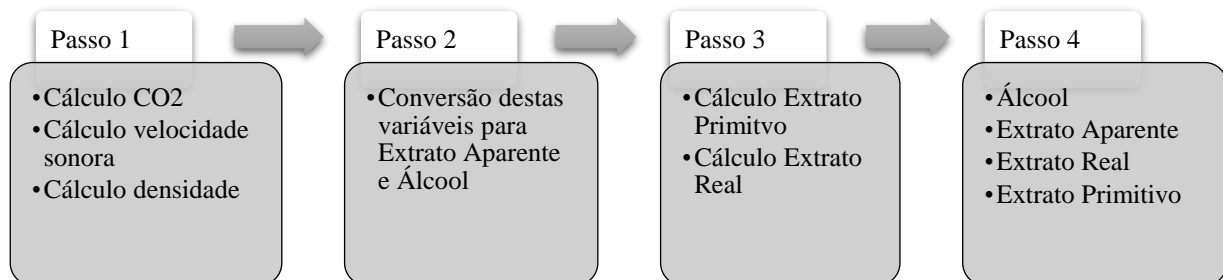 Passo 1
•Cálculo CO2
•Cálculo velocidade
sonora
•Cálculo densidade
Passo 2
•Conversão destas
variáveis para
Extrato Aparente
e Álcool
Passo 3
•Cálculo Extrato
Primitvo
•Cálculo Extrato
Real
Passo 4
•Álcool
•Extrato Aparente
•Extrato Real
•Extrato Primitivo